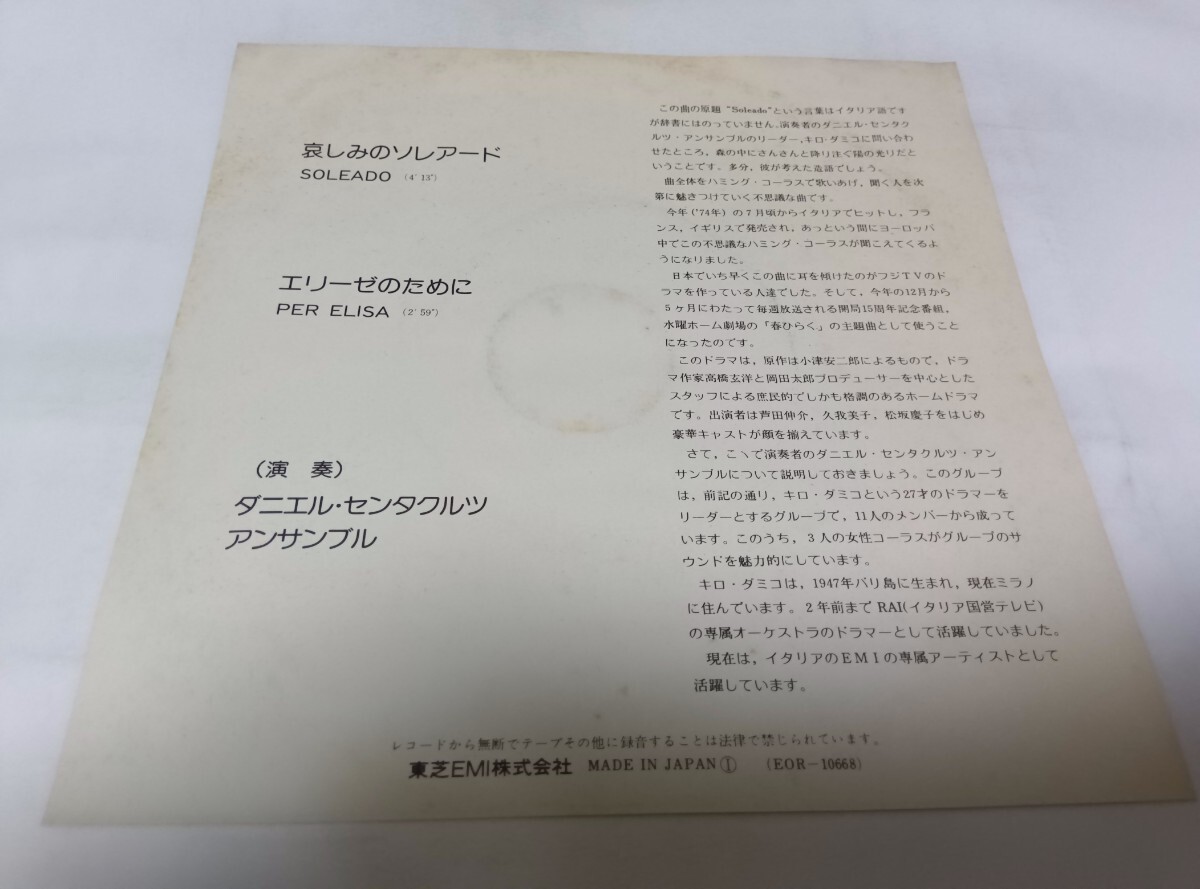 哀しみのソレアード
SOLEADO (4′13″)
エリーゼのために
PER ELISA (2′59″)
(演　奏)
ダニエル・センタクルツ
アンサンブル
この曲の原題“Soleado”という言葉はイタリア語です
が辞書にはのっていません。演奏者のダニエル・センタク
ルツ・アンサンブルのリーダー，キロ・ダミコに問い合わ
せたところ，森の中にさんさんと降り注ぐ陽の光りだと
いうことです。多分，彼が考えた造語でしょう。
曲全体をハミング・コーラスで歌いあげ，聞く人を次
第に魅きつけていく不思議な曲です。
今年('74年)の7月頃からイタリアでヒットし，フラ
ンス，イギリスで発売され，あっという間にヨーロッパ
中でこの不思議なハミング・コーラスが聞こえてくるよ
うになりました。
日本でいち早くこの曲に耳を傾けたのがフジTVのド
ラマを作っている人達でした。そして，今年の12月から
5ヶ月にわたって毎週放送される開局15周年記念番組，
水曜ホーム劇場の「春ひらく」の主題曲として使うこと
になったのです。
このドラマは，原作は小津安二郎によるもので，ドラ
マ作家高橋玄洋と岡田太郎プロデューサーを中心とした
スタッフによる庶民的でしかも格調のあるホームドラマ
です。出演者は芦田伸介，久我美子，松坂慶子をはじめ
豪華キャストが顔を揃えています。
さて，こゝで演奏者のダニエル・センタクルツ・アン
サンブルについて説明しておきましょう。このグループ
は，前記の通り，キロ・ダミコという27才のドラマーを
リーダーとするグループで，11人のメンバーから成って
います。このうち，3人の女性コーラスがグループのサ
ウンドを魅力的にしています。
キロ・ダミコは，1947年バリ島に生まれ，現在ミラノ
に住んでいます。2年前までRAI(イタリア国営テレビ)
の専属オーケストラのドラマーとして活躍していました。
現在は，イタリアのEMIの専属アーティストとして
活躍しています。
レコードから無断でテープその他に録音することは法律で禁じられています。
東芝EMI株式会社 MADE IN JAPAN Ⓘ (EOR-10668)